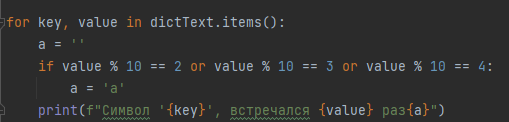 for key, value in dictText.items():
    a = ''
    if value % 10 == 2 or value % 10 == 3 or value % 10 == 4:
        a = 'a'
    print(f"Символ '{key}', встречался {value} раз{a}")